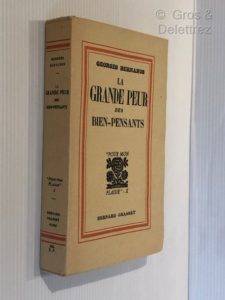 © Gros &
Delettrez
GEORGES BERNANOS
LA
GRANDE PEUR
DES
BIEN-PENSANTS
"POUR MON
PLAISIR" - I
BERNARD GRASSET
GEORGES
BERNANOS
LA
GRANDE PEUR
DES
BIEN-PENSANTS
BERNARD
GRASSET